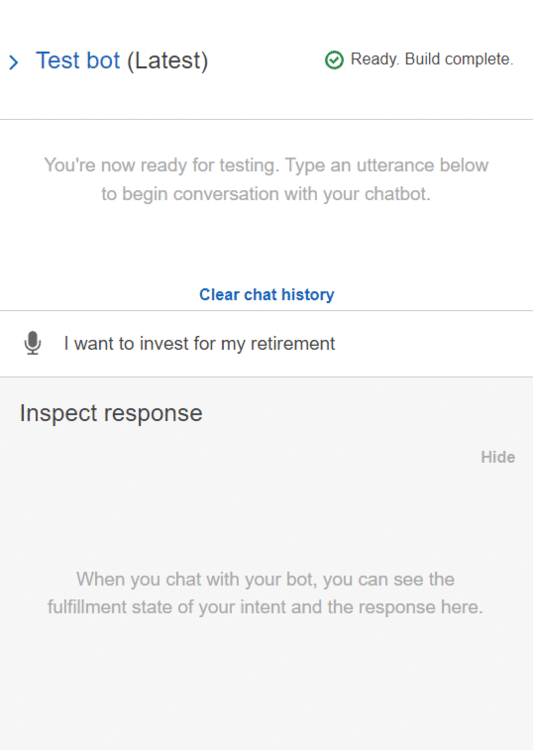 Test bot (Latest) Ready. Build complete.
You're now ready for testing. Type an utterance below
to begin conversation with your chatbot.
Clear chat history
I want to invest for my retirement
Inspect response
Hide
When you chat with your bot, you can see the
fulfillment state of your intent and the response here.